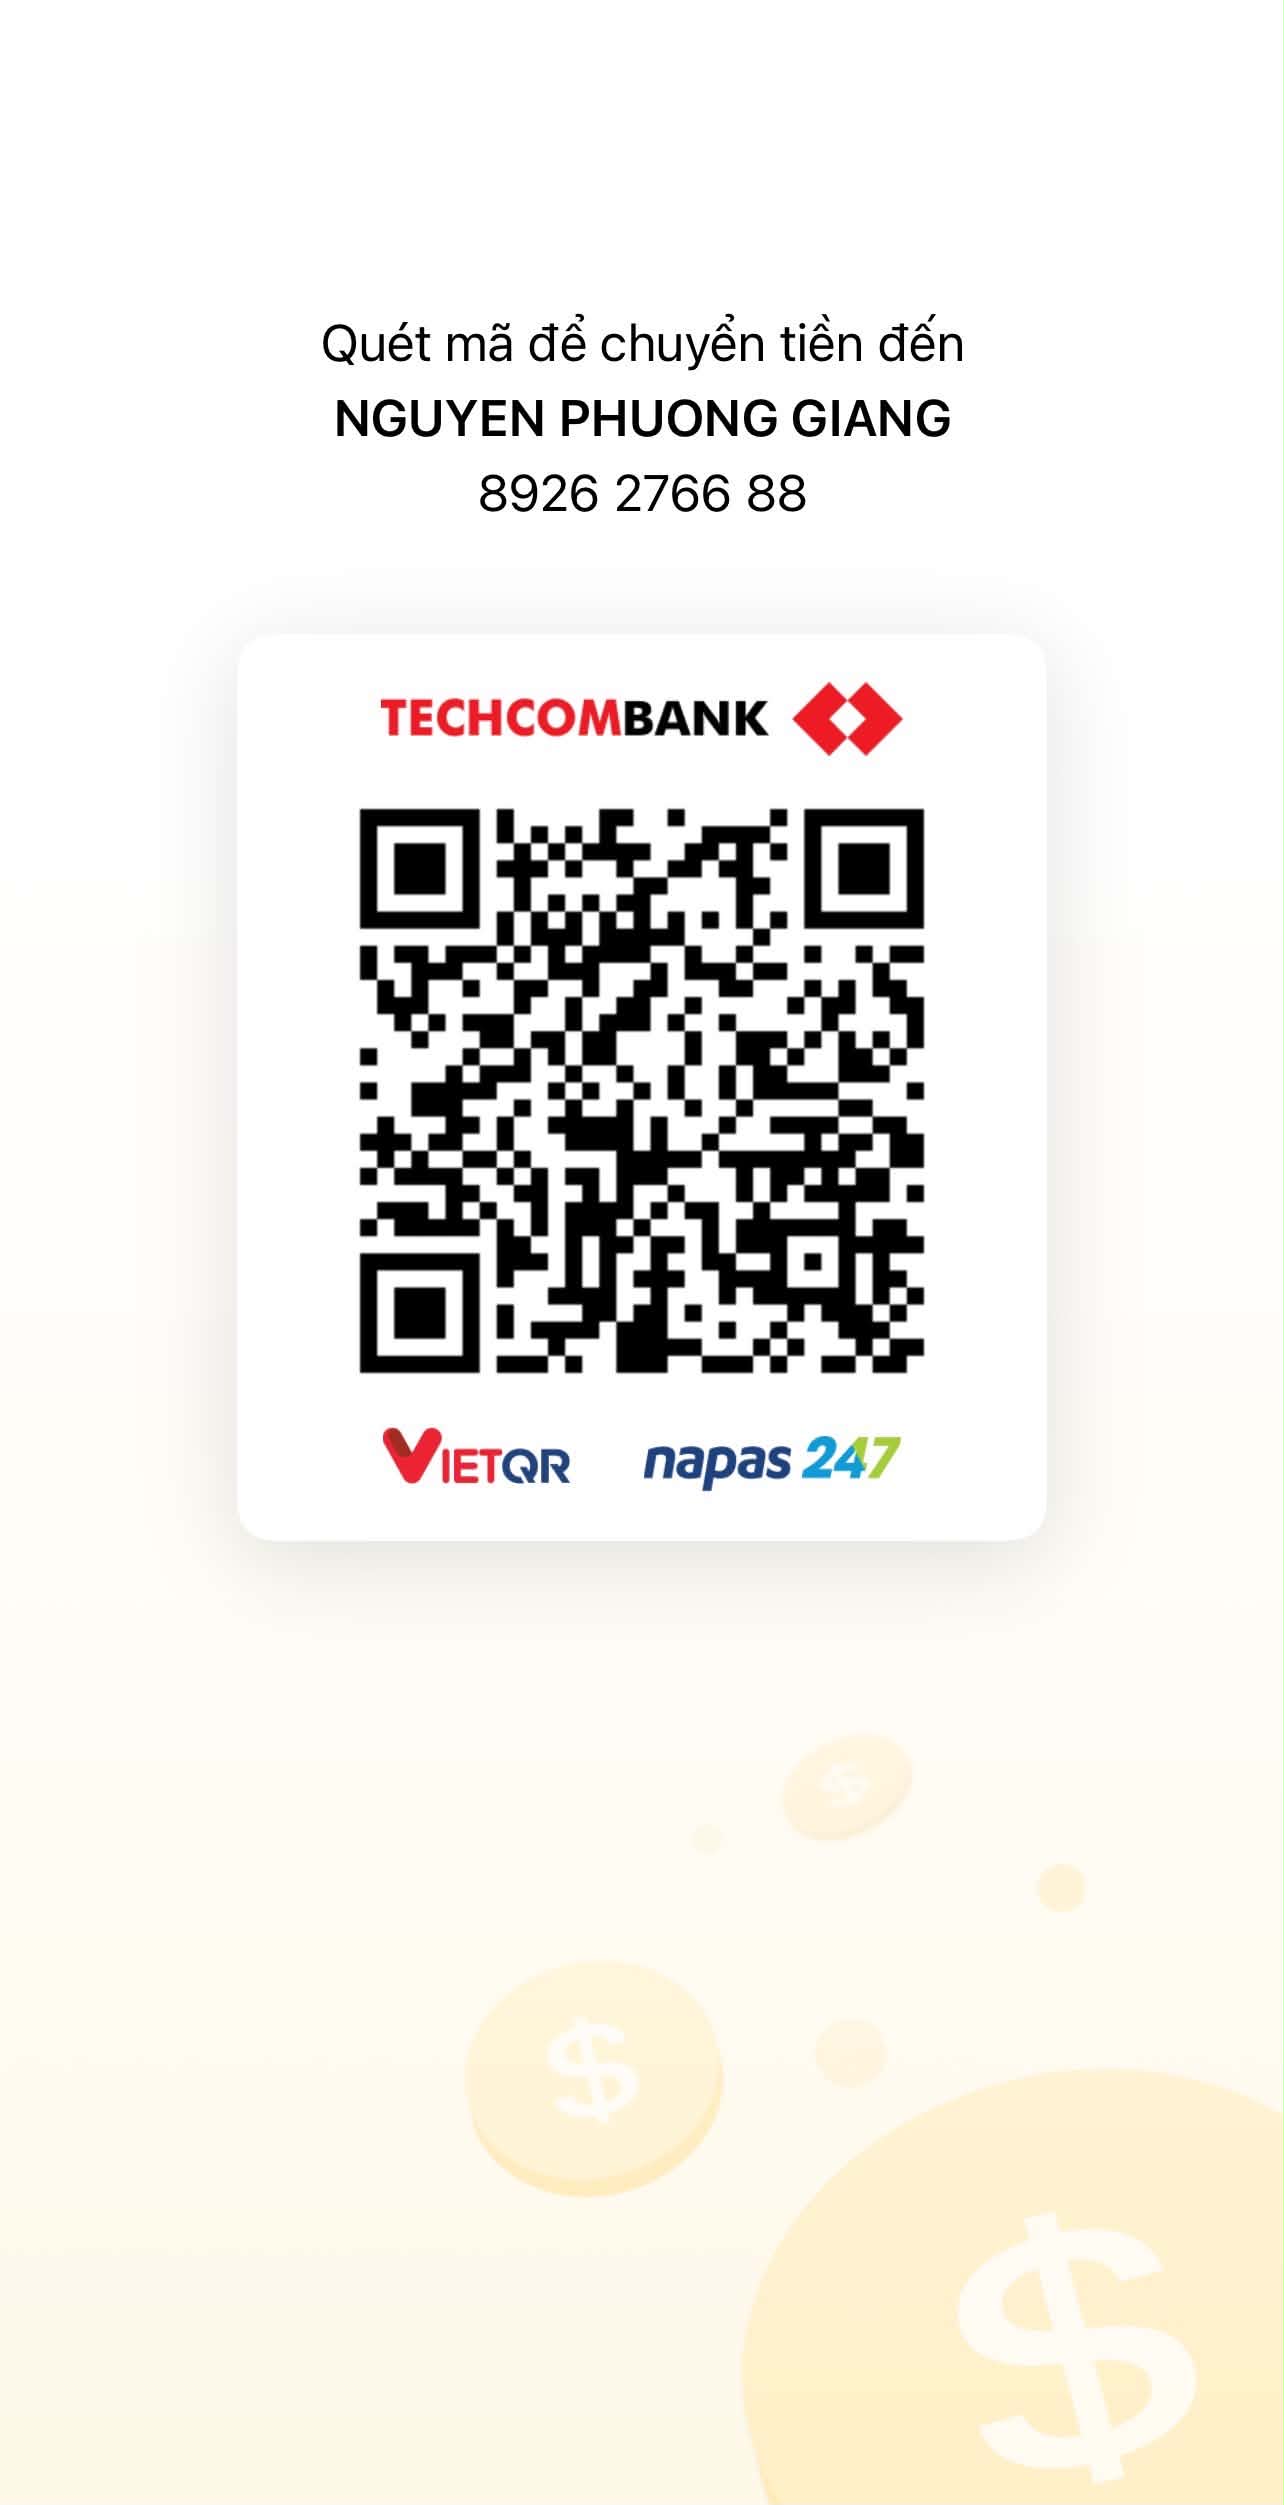 Quét mã để chuyển tiền đến
NGUYEN PHUONG GIANG
8926 2766 88
TECHCOMBANK
VIETQR napas 247
$
$
$